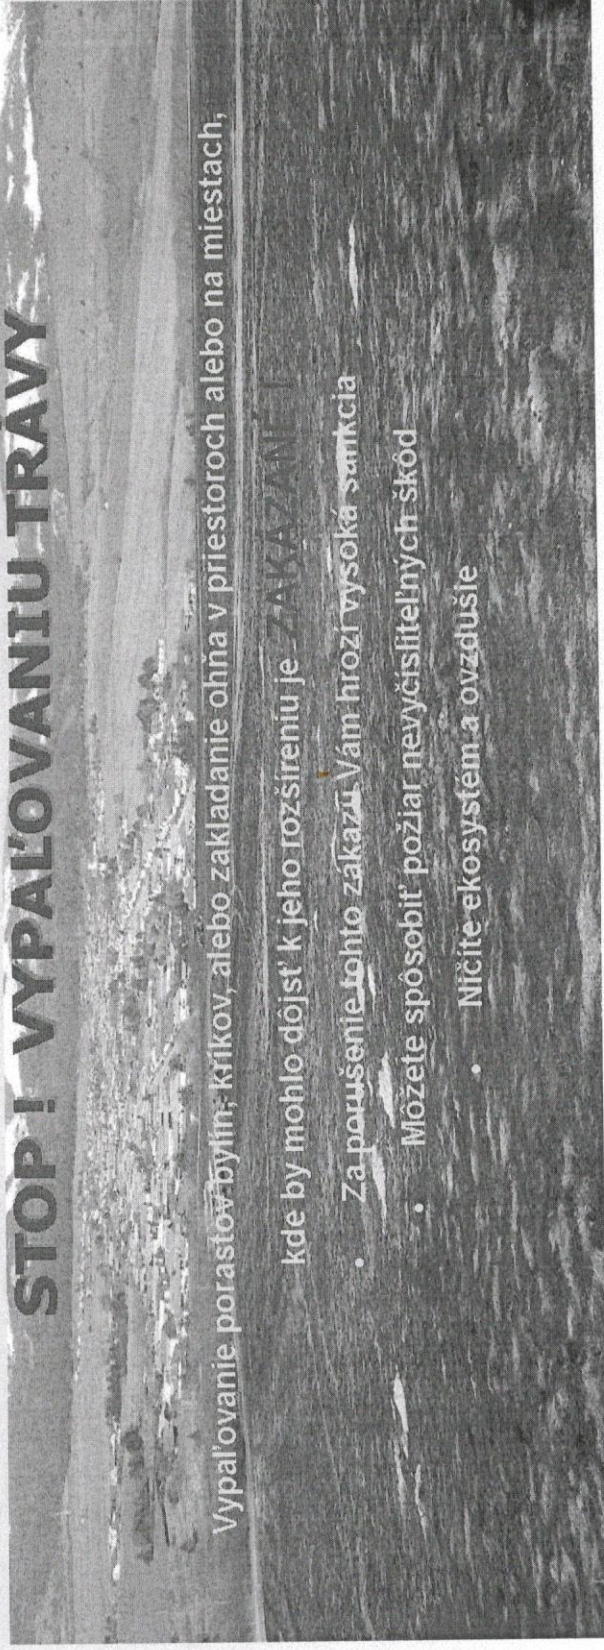 STOP ! VYPAĽOVANIU TRÁVY
Vypaľovanie porastov bylín, kríkov, alebo zakladanie ohňa v priestoroch alebo na miestach,
kde by mohlo dôjsť k jeho rozšíreniu je ZAKÁZANÉ !
• Za porušenie tohto zákazu Vám hrozí vysoká sankcia
• Môžete spôsobiť požiar nevyčísliteľných škôd
• Ničíte ekosystém a ovzdušie